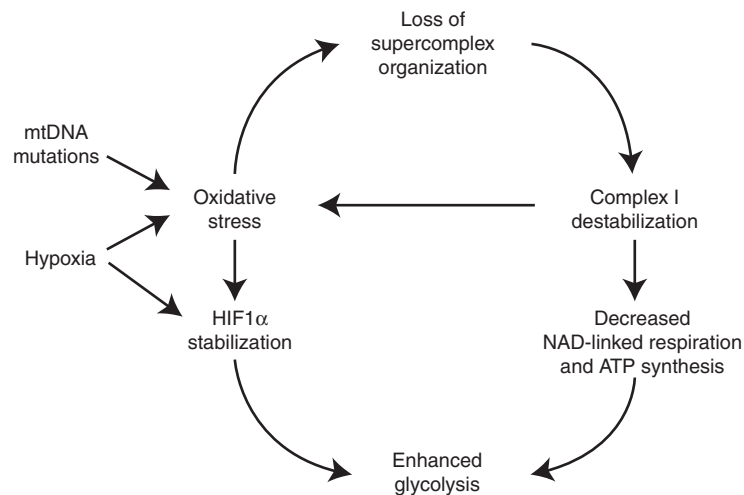 Loss of
supercomplex
organization
mtDNA
mutations
Oxidative
stress
Complex I
destabilization
Hypoxia
HIF1α
stabilization
Decreased
NAD-linked respiration
and ATP synthesis
Enhanced
glycolysis